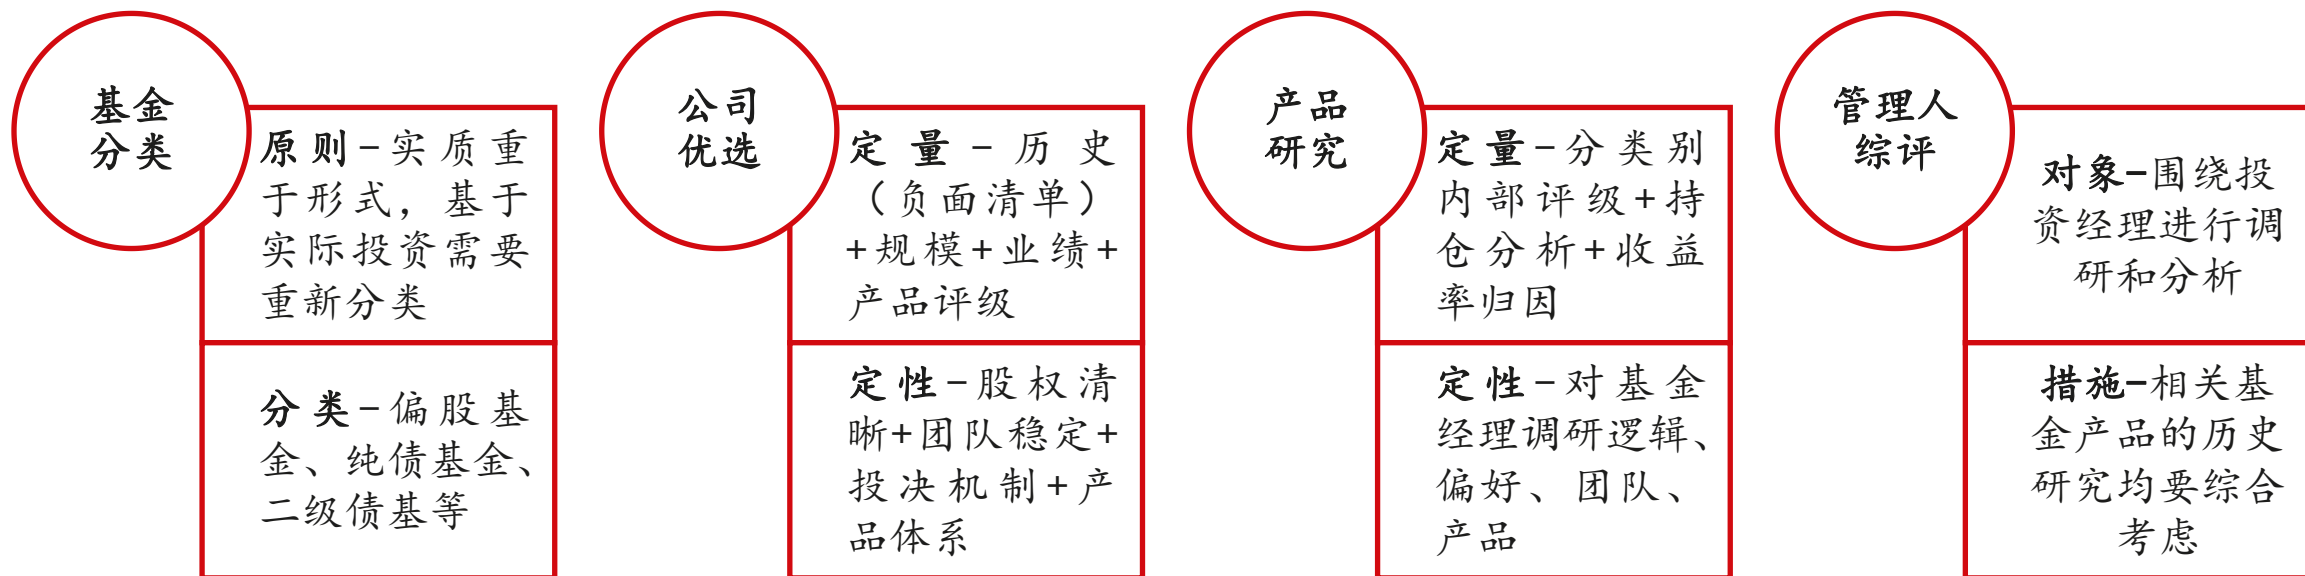 基金
分类
原则-实质重
于形式，基于
实际投资需要
重新分类
分类-偏股基
金、纯债基金、
二级债基等
公司
优选
定量-历史
（负面清单）
+规模+业绩+
产品评级
定性-股权清
晰+团队稳定+
投决机制+产
品体系
产品
研究
定量-分类别
内部评级+持
仓分析+收益
率归因
定性-对基金
经理调研逻辑、
偏好、团队、
产品
管理人
综评
对象-围绕投
资经理进行调
研和分析
措施-相关基
金产品的历史
研究均要综合
考虑